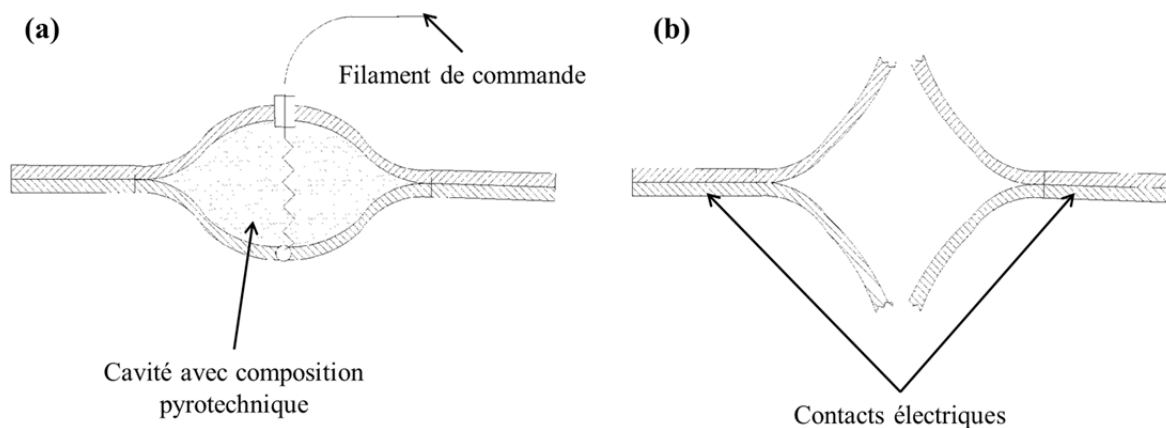 (a)
Filament de commande
Cavité avec composition
pyrotechnique
(b)
Contacts électriques